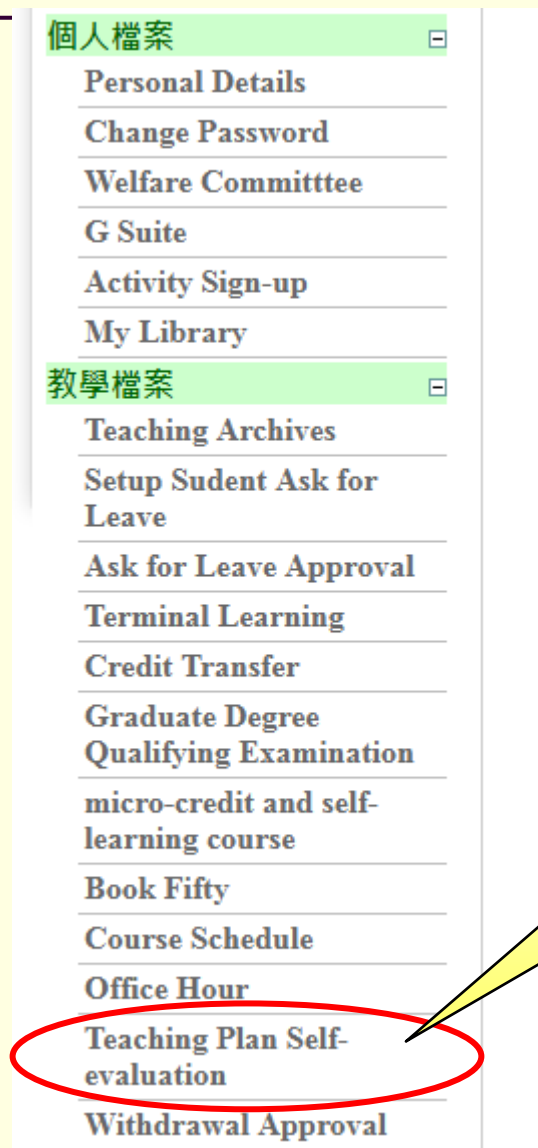 個人檔案
Personal Details
Change Password
Welfare Committtee
G Suite
Activity Sign-up
My Library
教學檔案
Teaching Archives
Setup Sudent Ask for
Leave
Ask for Leave Approval
Terminal Learning
Credit Transfer
Graduate Degree
Qualifying Examination
micro-credit and self-
learning course
Book Fifty
Course Schedule
Office Hour
Teaching Plan Self-
evaluation
Withdrawal Approval